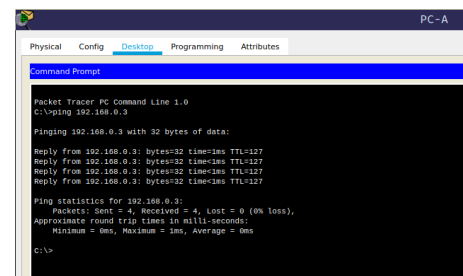 PC-A
Physical Config Desktop Programming Attributes
Command Prompt
Packet Tracer PC Command Line 1.0
C:\>ping 192.168.0.3
Pinging 192.168.0.3 with 32 bytes of data:
Reply from 192.168.0.3: bytes=32 time=1ms TTL=127
Reply from 192.168.0.3: bytes=32 time<1ms TTL=127
Reply from 192.168.0.3: bytes=32 time<1ms TTL=127
Reply from 192.168.0.3: bytes=32 time<1ms TTL=127
Ping statistics for 192.168.0.3:
Packets: Sent = 4, Received = 4, Lost = 0 (0% loss),
Approximate round trip times in milli-seconds:
Minimum = 0ms, Maximum = 1ms, Average = 0ms
C:\>